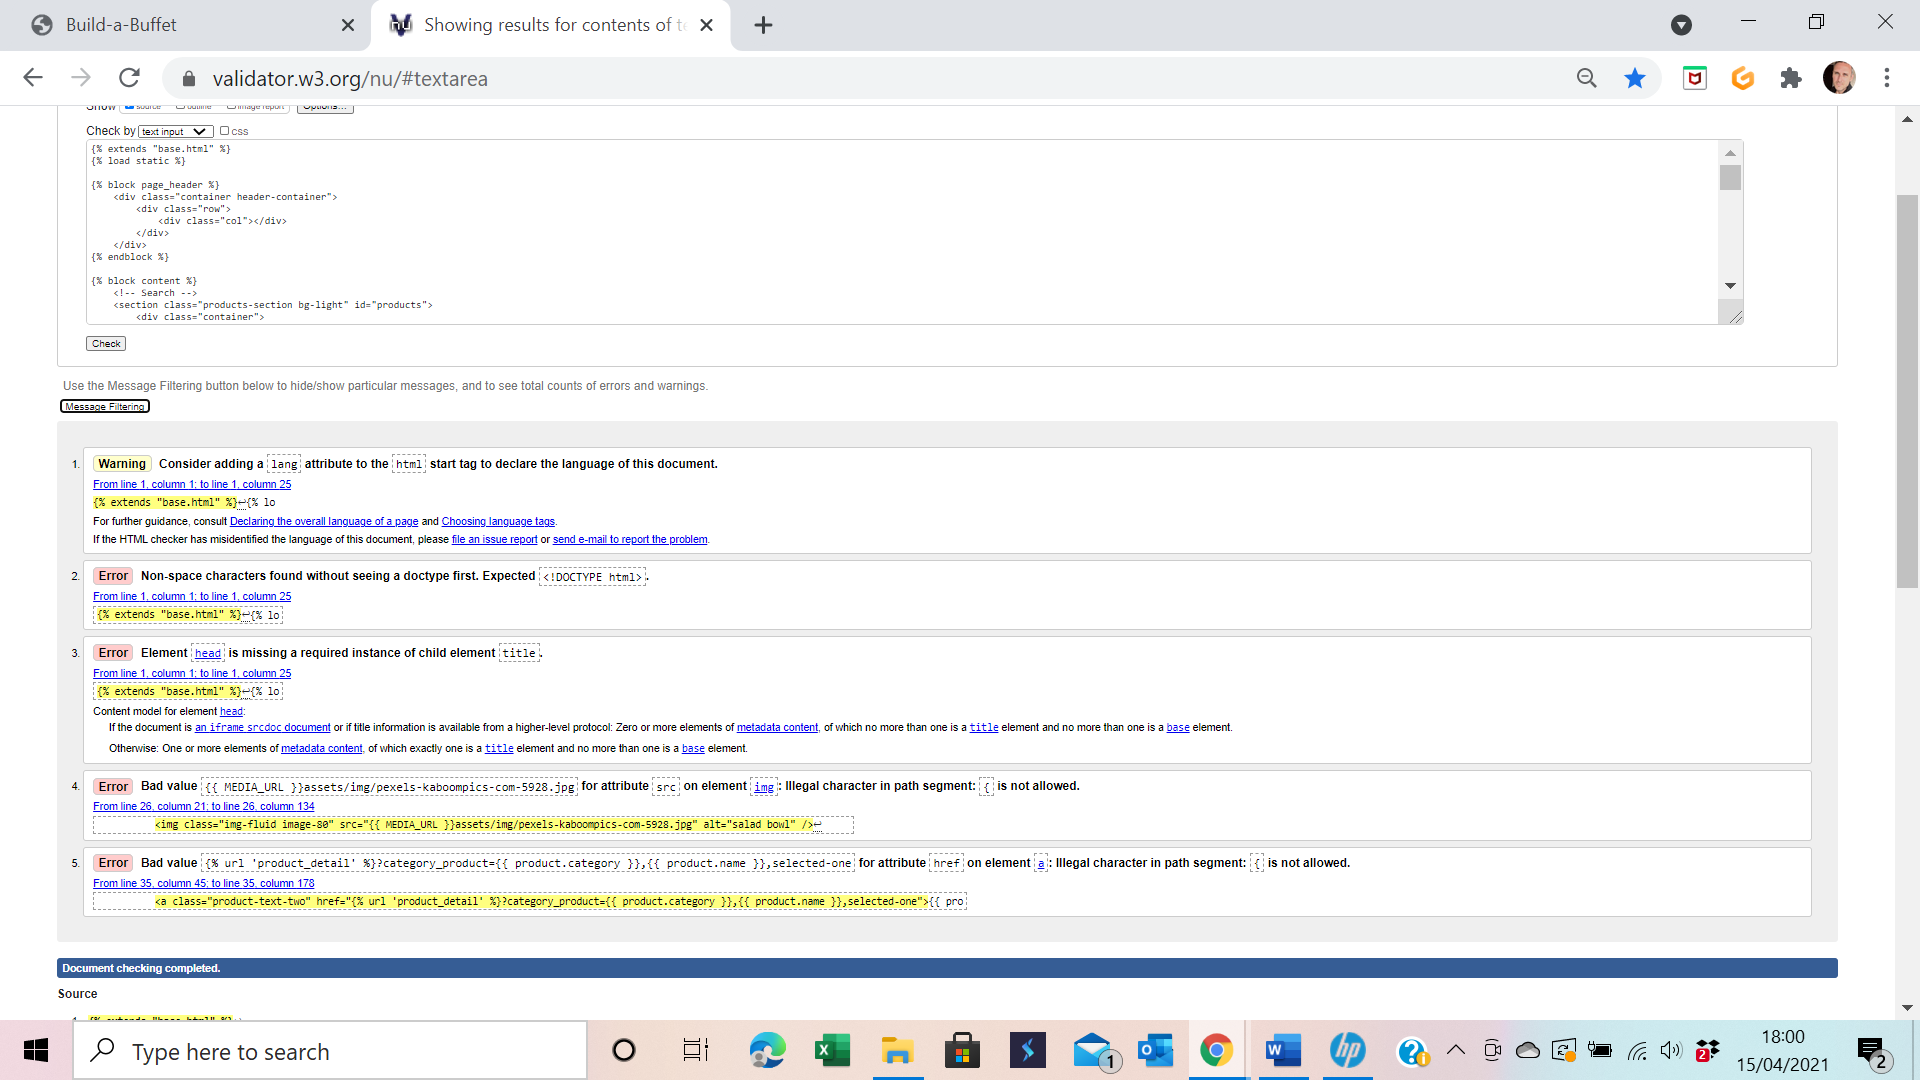 Build-a-Buffet
Showing results for contents of te
validator.w3.org/nu/#textarea
Show source outline image report Options...
Check by text input css
{% extends "base.html" %}
{% load static %}
{% block page_header %}
<div class="container header-container">
<div class="row">
<div class="col"></div>
</div>
</div>
{% endblock %}
{% block content %}
<!-- Search -->
<section class="products-section bg-light" id="products">
<div class="container">
Check
Use the Message Filtering button below to hide/show particular messages, and to see total counts of errors and warnings.
Message Filtering
1. Warning Consider adding a lang attribute to the html start tag to declare the language of this document.
From line 1, column 1; to line 1, column 25
{% extends "base.html" %}↩{% lo
For further guidance, consult Declaring the overall language of a page and Choosing language tags.
If the HTML checker has misidentified the language of this document, please file an issue report or send e-mail to report the problem.
2. Error Non-space characters found without seeing a doctype first. Expected <!DOCTYPE html>.
From line 1, column 1; to line 1, column 25
{% extends "base.html" %}↩{% lo
3. Error Element head is missing a required instance of child element title.
From line 1, column 1; to line 1, column 25
{% extends "base.html" %}↩{% lo
Content model for element head:
If the document is an iframe srcdoc document or if title information is available from a higher-level protocol: Zero or more elements of metadata content, of which no more than one is a title element and no more than one is a base element.
Otherwise: One or more elements of metadata content, of which exactly one is a title element and no more than one is a base element.
4. Error Bad value {{ MEDIA_URL }}assets/img/pexels-kaboompics-com-5928.jpg for attribute src on element img: Illegal character in path segment: { is not allowed.
From line 26, column 21; to line 26, column 134
<img class="img-fluid image-80" src="{{ MEDIA_URL }}assets/img/pexels-kaboompics-com-5928.jpg" alt="salad bowl" />↩
5. Error Bad value {% url 'product_detail' %}?category_product={{ product.category }},{{ product.name }},selected-one for attribute href on element a: Illegal character in path segment: { is not allowed.
From line 35, column 45; to line 35, column 178
<a class="product-text-two" href="{% url 'product_detail' %}?category_product={{ product.category }},{{ product.name }},selected-one">{{ pro
Document checking completed.
Source
1. {% extends "base.html" %}↩
Type here to search
1
2
18:00
15/04/2021
2